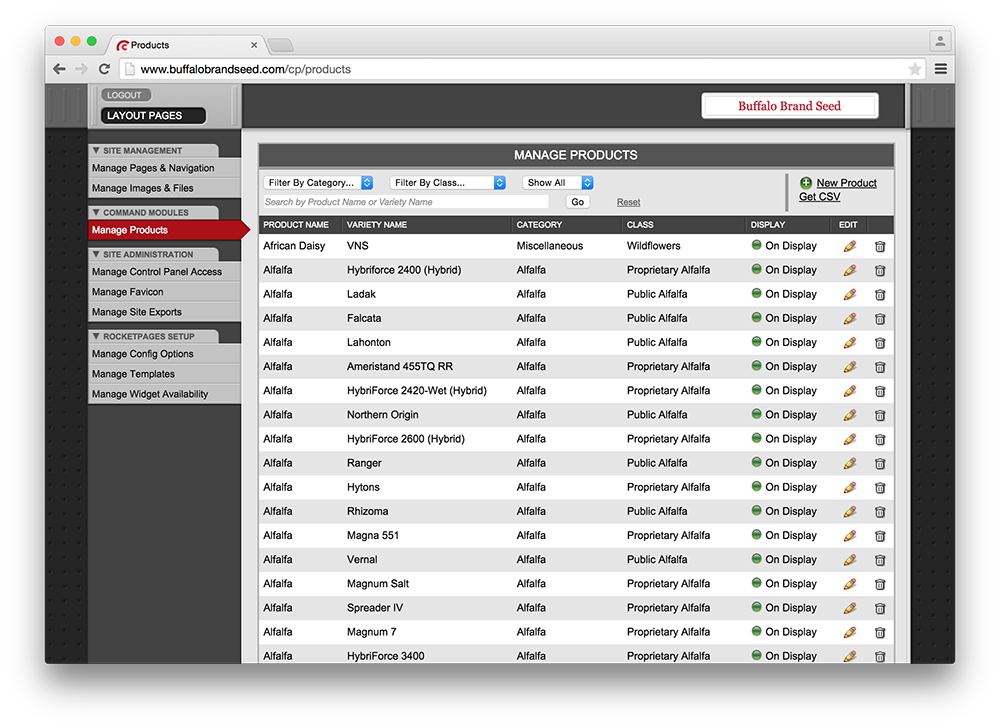 Products
www.buffalobrandseed.com/cp/products
LOGOUT
LAYOUT PAGES
Buffalo Brand Seed
SITE MANAGEMENT
Manage Pages & Navigation
Manage Images & Files
COMMAND MODULES
Manage Products
SITE ADMINISTRATION
Manage Control Panel Access
Manage Favicon
Manage Site Exports
ROCKETPAGES SETUP
Manage Config Options
Manage Templates
Manage Widget Availability
MANAGE PRODUCTS
Filter By Category... Filter By Class... Show All
Search by Product Name or Variety Name Go Reset
New Product
Get CSV
PRODUCT NAME VARIETY NAME CATEGORY CLASS DISPLAY EDIT
African Daisy VNS Miscellaneous Wildflowers On Display
Alfalfa Hybriforce 2400 (Hybrid) Alfalfa Proprietary Alfalfa On Display
Alfalfa Ladak Alfalfa Public Alfalfa On Display
Alfalfa Falcata Alfalfa Public Alfalfa On Display
Alfalfa Lahonton Alfalfa Public Alfalfa On Display
Alfalfa Ameristand 455TQ RR Alfalfa Proprietary Alfalfa On Display
Alfalfa HybriForce 2420-Wet (Hybrid) Alfalfa Proprietary Alfalfa On Display
Alfalfa Northern Origin Alfalfa Public Alfalfa On Display
Alfalfa HybriForce 2600 (Hybrid) Alfalfa Proprietary Alfalfa On Display
Alfalfa Ranger Alfalfa Public Alfalfa On Display
Alfalfa Hytons Alfalfa Proprietary Alfalfa On Display
Alfalfa Rhizoma Alfalfa Public Alfalfa On Display
Alfalfa Magna 551 Alfalfa Proprietary Alfalfa On Display
Alfalfa Vernal Alfalfa Public Alfalfa On Display
Alfalfa Magnum Salt Alfalfa Proprietary Alfalfa On Display
Alfalfa Spreader IV Alfalfa Proprietary Alfalfa On Display
Alfalfa Magnum 7 Alfalfa Proprietary Alfalfa On Display
Alfalfa HybriForce 3400 Alfalfa Proprietary Alfalfa On Display